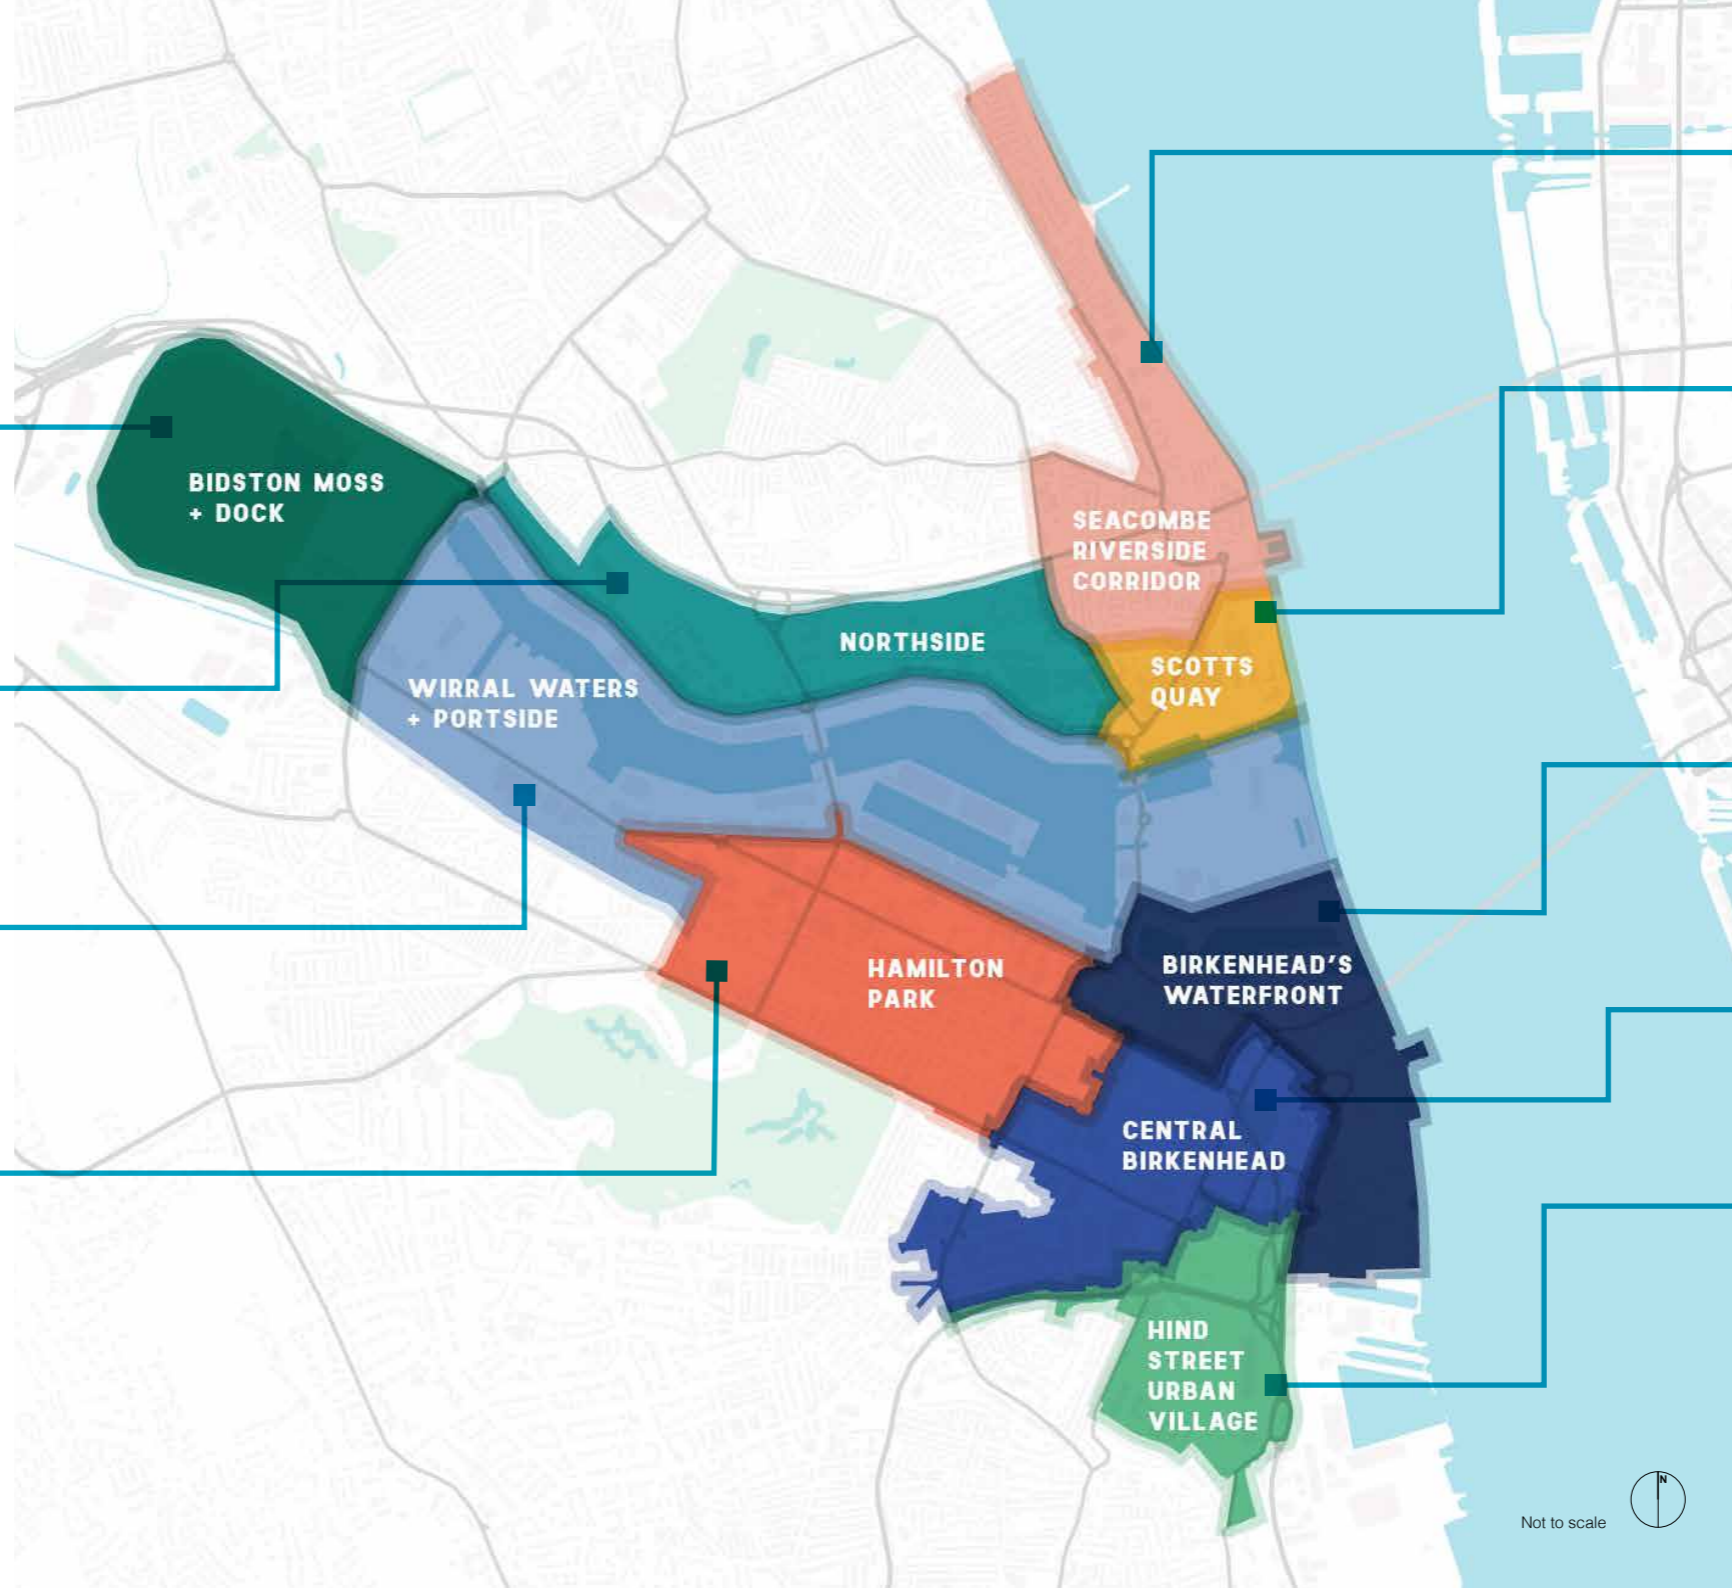 BIDSTON MOSS
+ DOCK
SEACOMBE
RIVERSIDE
CORRIDOR
NORTHSIDE
SCOTTS
QUAY
WIRRAL WATERS
+ PORTSIDE
HAMILTON
PARK
BIRKENHEAD'S
WATERFRONT
CENTRAL
BIRKENHEAD
HIND
STREET
URBAN
VILLAGE
N
Not to scale